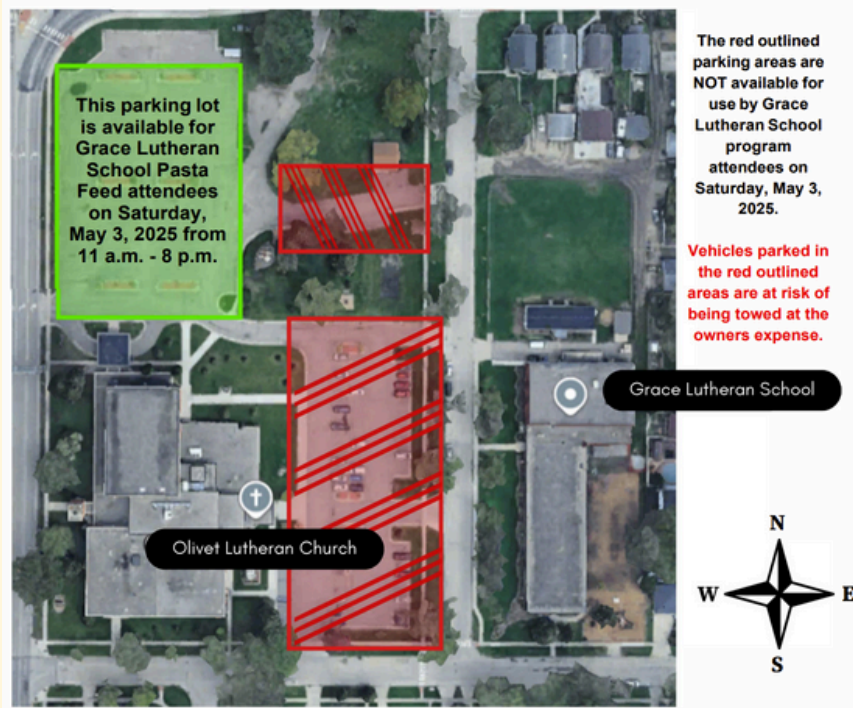 This parking lot
is available for
Grace Lutheran
School Pasta
Feed attendees
on Saturday,
May 3, 2025 from
11 a.m. - 8 p.m.
The red outlined
parking areas are
NOT available for
use by Grace
Lutheran School
program
attendees on
Saturday, May 3,
2025.
Vehicles parked in
the red outlined
areas are at risk of
being towed at the
owners expense.
Grace Lutheran School
Olivet Lutheran Church
N
W E
S